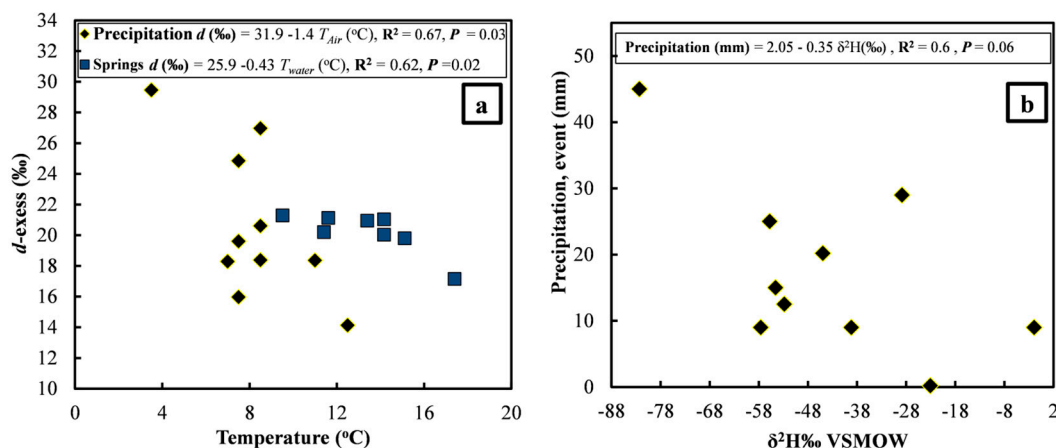 Precipitation d (‰) = 31.9 -1.4 T_Air (°C), R² = 0.67, P = 0.03
Springs d (‰) = 25.9 -0.43 T_water (°C), R² = 0.62, P =0.02
a
34
32
30
28
26
24
22
20
18
16
14
12
10
d-exess (‰)
0 4 8 12 16 20
Temperature (°C)
Precipitation (mm) = 2.05 - 0.35 δ²H(‰) , R² = 0.6 , P = 0.06
b
50
40
30
20
10
0
Precipitation, event (mm)
-88 -78 -68 -58 -48 -38 -28 -18 -8 2
δ²H‰ VSMOW